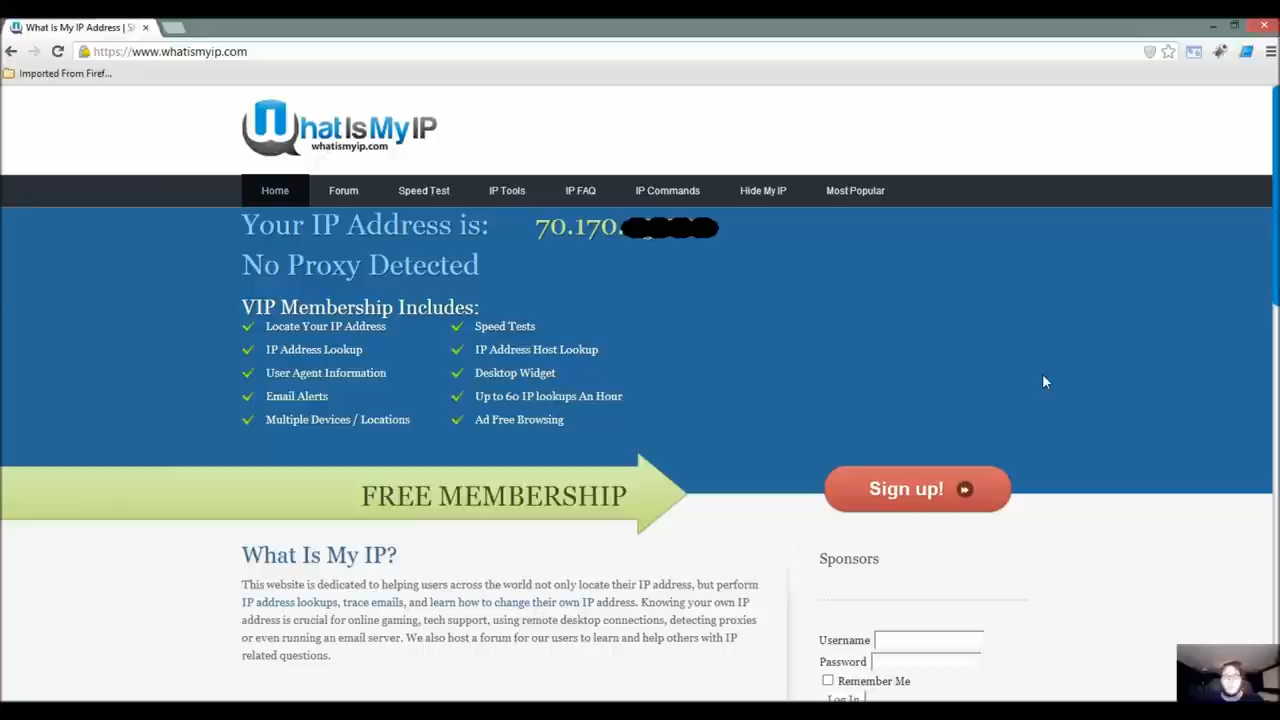 What Is My IP Address | S
https://www.whatismyip.com
Imported From Firef...
WhatIsMyIP
whatismyip.com
Home Forum Speed Test IP Tools IP FAQ IP Commands Hide My IP Most Popular
Your IP Address is: 70.170.
No Proxy Detected
VIP Membership Includes:
Locate Your IP Address Speed Tests
IP Address Lookup IP Address Host Lookup
User Agent Information Desktop Widget
Email Alerts Up to 60 IP lookups An Hour
Multiple Devices / Locations Ad Free Browsing
FREE MEMBERSHIP Sign up!
What Is My IP?
This website is dedicated to helping users across the world not only locate their IP address, but perform
IP address lookups, trace emails, and learn how to change their own IP address. Knowing your own IP
address is crucial for online gaming, tech support, using remote desktop connections, detecting proxies
or even running an email server. We also host a forum for our users to learn and help others with IP
related questions.
Sponsors
Username
Password
Remember Me
Log In